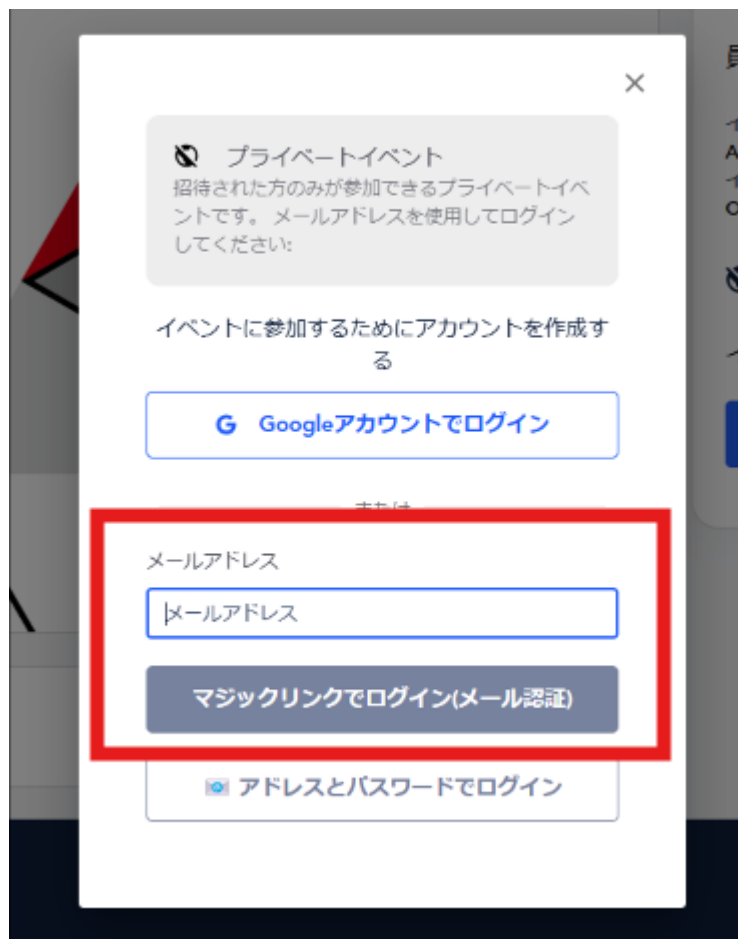 プライベートイベント
招待された方のみが参加できるプライベートイベ
ントです。 メールアドレスを使用してログイン
してください:
イベントに参加するためにアカウントを作成す
る
G Googleアカウントでログイン
または
メールアドレス
メールアドレス
マジックリンクでログイン(メール認証)
アドレスとパスワードでログイン